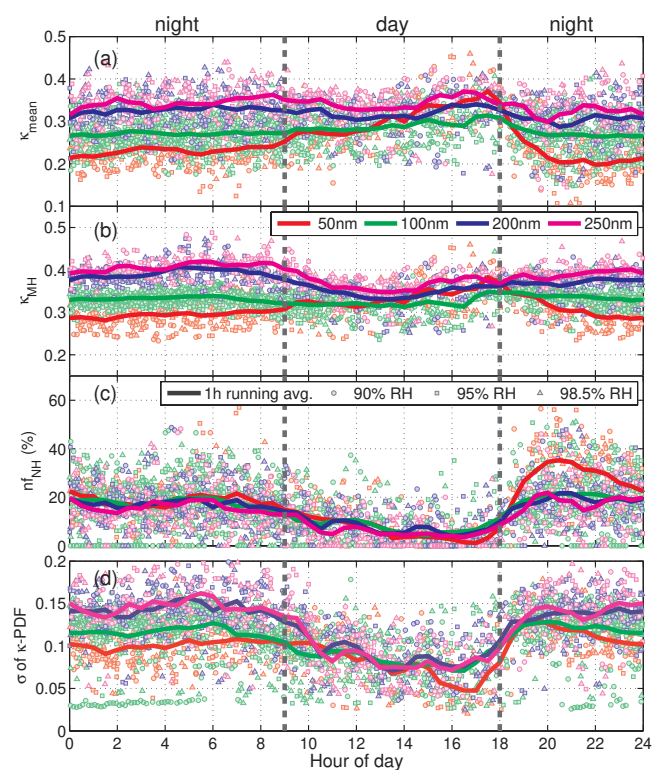 night day night
(a)
0.5
0.4
0.3
0.2
0.1
κmean
(b)
50nm 100nm 200nm 250nm
0.5
0.4
0.3
0.2
κMH
(c)
1h running avg. 90% RH 95% RH 98.5% RH
60
40
20
0
nfNH (%)
(d)
0.2
0.15
0.1
0.05
0
σ of κ-PDF
0 2 4 6 8 10 12 14 16 18 20 22 24
Hour of day